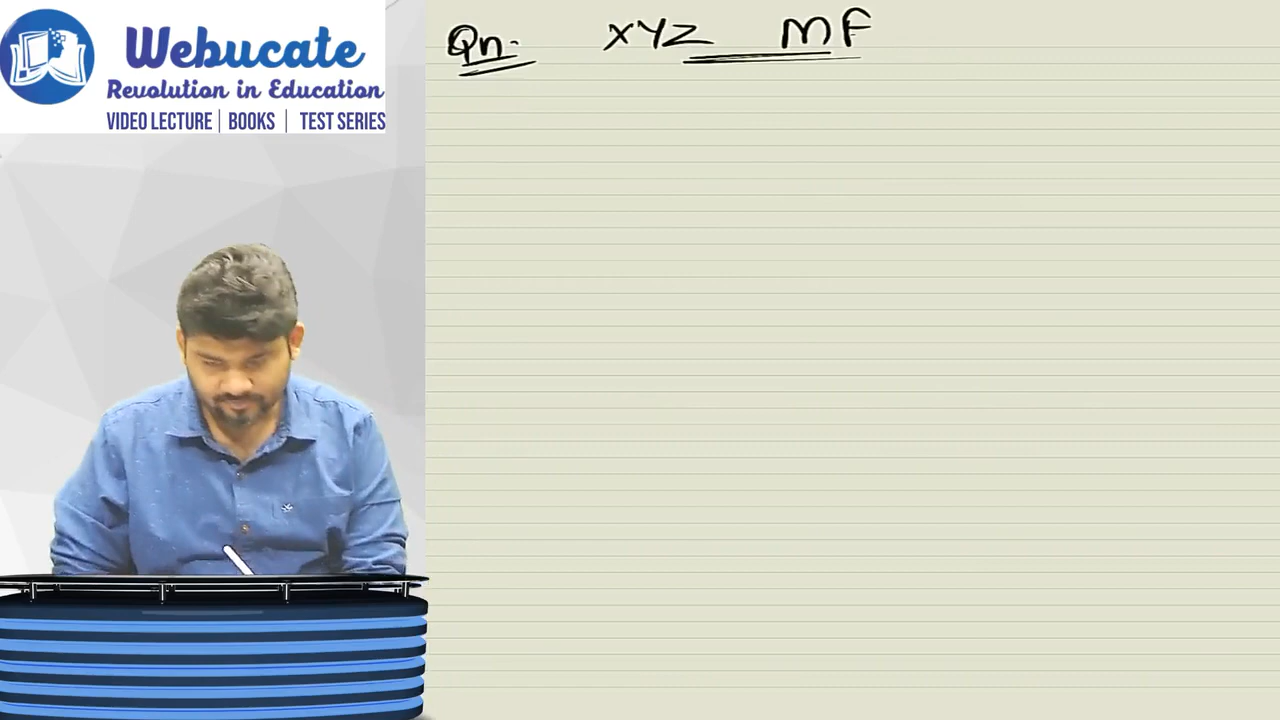 Webucate
Revolution in Education
VIDEO LECTURE | BOOKS | TEST SERIES
Qn. XYZ MF